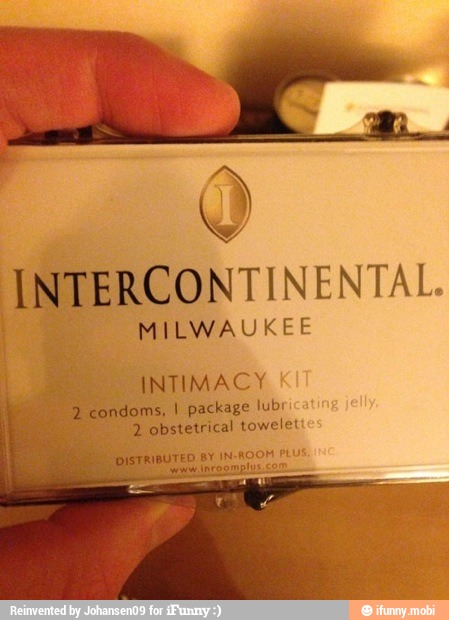 I
INTERCONTINENTAL®
MILWAUKEE
INTIMACY KIT
2 condoms, 1 package lubricating jelly,
2 obstetrical towelettes
DISTRIBUTED BY IN-ROOM PLUS, INC.
www.inroomplus.com
Reinvented by Johansen09 for iFunny :)
ifunny.mobi